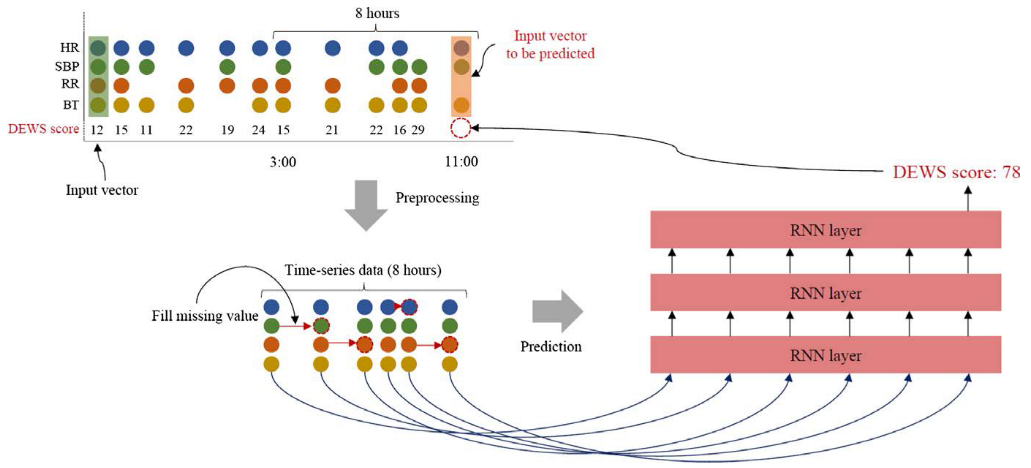 8 hours
HR
SBP
RR
BT
DEWS score 12 15 11 22 19 24 15 21 22 16 29
3:00 11:00
Input vector
to be predicted
Input vector
Preprocessing
DEWS score: 78
RNN layer
RNN layer
RNN layer
Time-series data (8 hours)
Fill missing value
Prediction